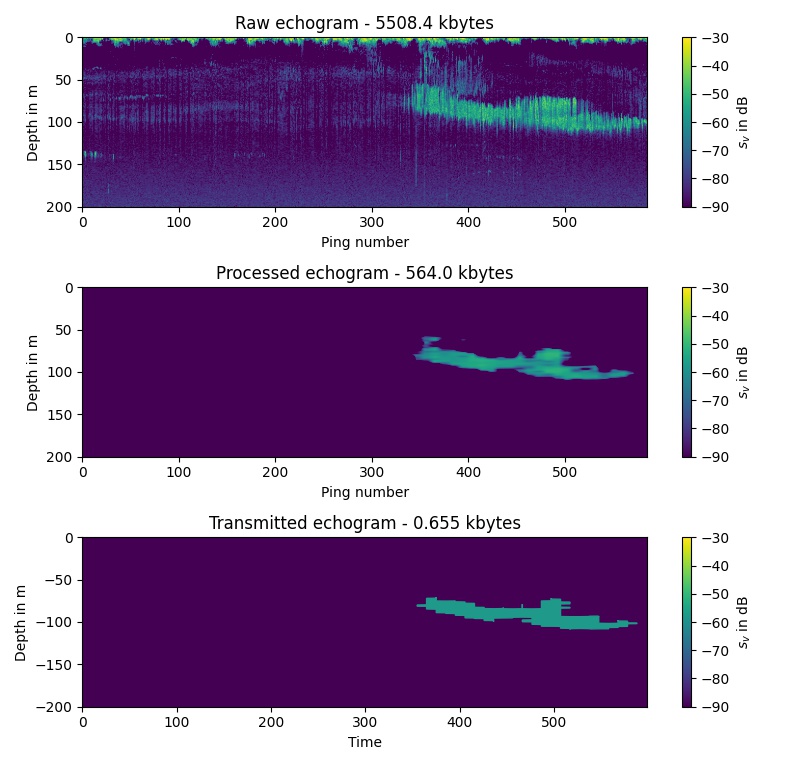 Raw echogram - 5508.4 kbytes
0
50
100
150
200
Depth in m
0 100 200 300 400 500
Ping number
−30
−40
−50
−60
−70
−80
−90
sv in dB
Processed echogram - 564.0 kbytes
0
50
100
150
200
Depth in m
0 100 200 300 400 500
Ping number
−30
−40
−50
−60
−70
−80
−90
sv in dB
Transmitted echogram - 0.655 kbytes
0
−50
−100
−150
−200
Depth in m
0 100 200 300 400 500
Time
−30
−40
−50
−60
−70
−80
−90
sv in dB